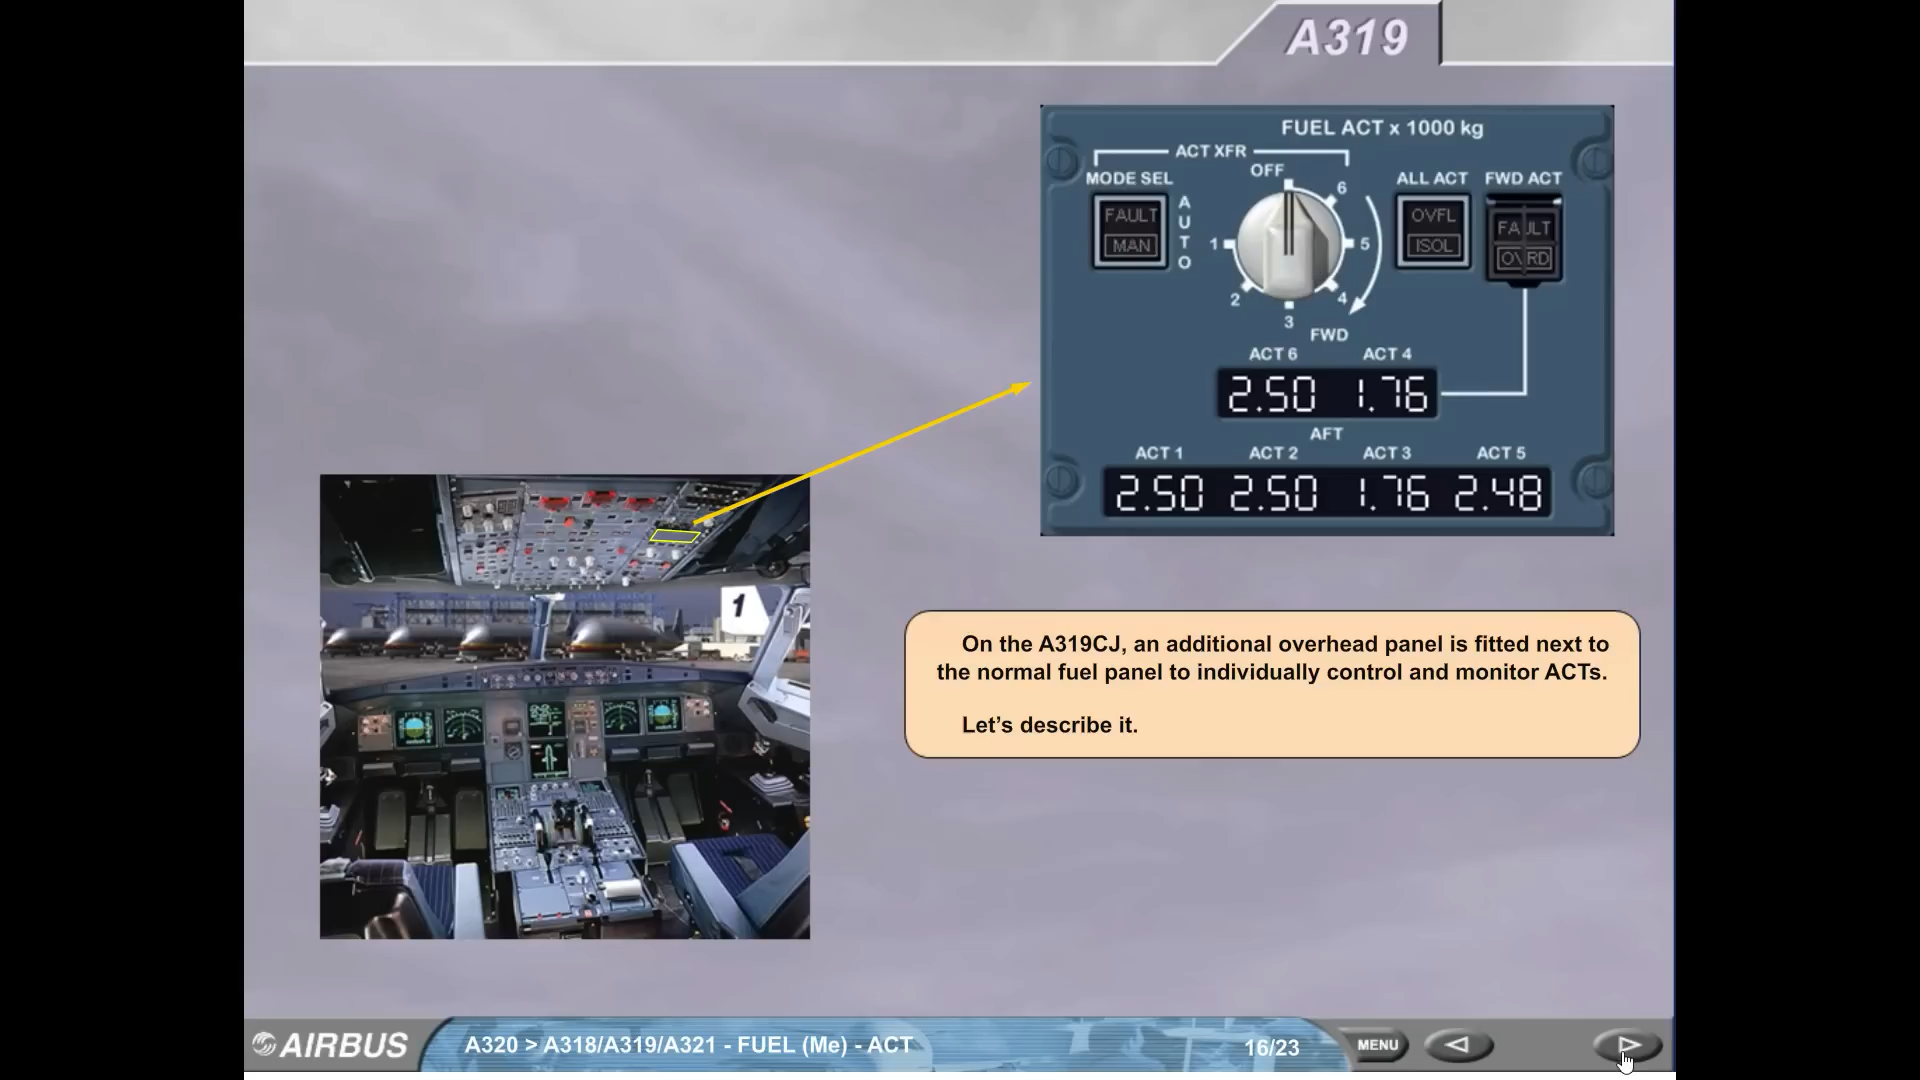 A319
FUEL ACT x 1000 kg
ACT XFR
MODE SEL
OFF
ALL ACT
FWD ACT
FAULT
MAN
A
U
T
O
1
2
3
4
5
6
OVFL
ISOL
FAULT
OVRD
FWD
ACT 6 ACT 4
2.50 1.76
AFT
ACT 1 ACT 2 ACT 3 ACT 5
2.50 2.50 1.76 2.48
1
On the A319CJ, an additional overhead panel is fitted next to
the normal fuel panel to individually control and monitor ACTs.
Let’s describe it.
AIRBUS
A320 > A318/A319/A321 - FUEL (Me) - ACT
16/23
MENU